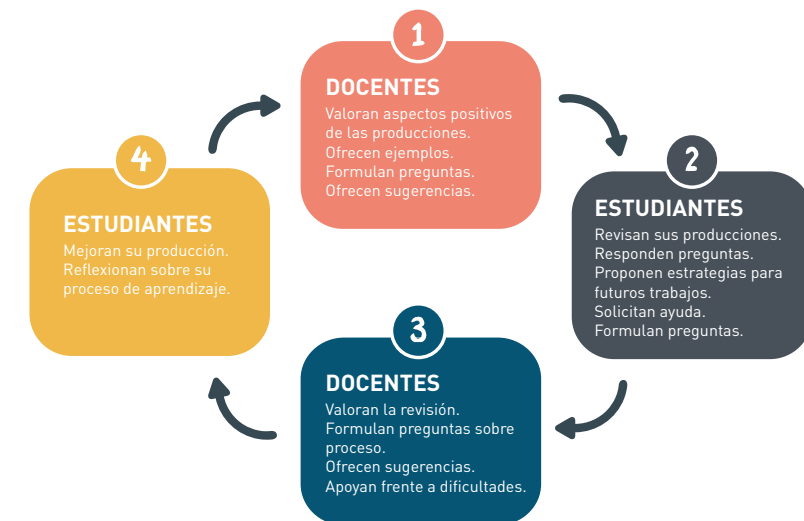 1
DOCENTES
Valoran aspectos positivos
de las producciones.
Ofrecen ejemplos.
Formulan preguntas.
Ofrecen sugerencias.
2
ESTUDIANTES
Revisan sus producciones.
Responden preguntas.
Proponen estrategias para
futuros trabajos.
Solicitan ayuda.
Formulan preguntas.
3
DOCENTES
Valoran la revisión.
Formulan preguntas sobre
proceso.
Ofrecen sugerencias.
Apoyan frente a dificultades.
4
ESTUDIANTES
Mejoran su producción.
Reflexionan sobre su
proceso de aprendizaje.